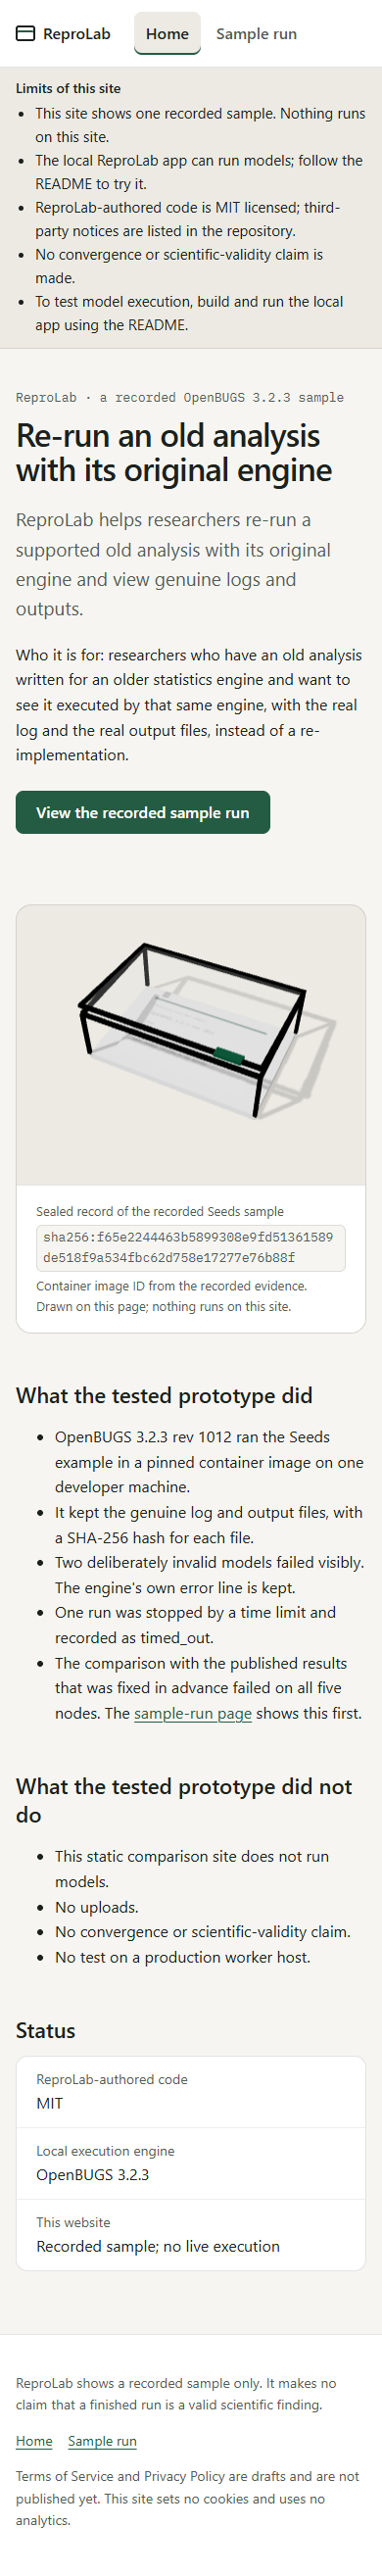 ReproLab
Home
Sample run
Limits of this site
This site shows one recorded sample. Nothing runs
on this site.
The local ReproLab app can run models; follow the
README to try it.
ReproLab-authored code is MIT licensed; third-
party notices are listed in the repository.
No convergence or scientific-validity claim is
made.
To test model execution, build and run the local
app using the README.
ReproLab · a recorded OpenBUGS 3.2.3 sample
Re-run an old analysis
with its original engine
ReproLab helps researchers re-run a
supported old analysis with its original
engine and view genuine logs and
outputs.
Who it is for: researchers who have an old analysis
written for an older statistics engine and want to
see it executed by that same engine, with the real
log and the real output files, instead of a re-
implementation.
View the recorded sample run
Sealed record of the recorded Seeds sample
sha256:f65e2244463b5899308e9fd51361589
de518f9a534fbc62d758e17277e76b88f
Container image ID from the recorded evidence.
Drawn on this page; nothing runs on this site.
What the tested prototype did
OpenBUGS 3.2.3 rev 1012 ran the Seeds
example in a pinned container image on one
developer machine.
It kept the genuine log and output files, with
a SHA-256 hash for each file.
Two deliberately invalid models failed visibly.
The engine's own error line is kept.
One run was stopped by a time limit and
recorded as timed_out.
The comparison with the published results
that was fixed in advance failed on all five
nodes. The sample-run page shows this first.
What the tested prototype did not
do
This static comparison site does not run
models.
No uploads.
No convergence or scientific-validity claim.
No test on a production worker host.
Status
ReproLab-authored code
MIT
Local execution engine
OpenBUGS 3.2.3
This website
Recorded sample; no live execution
ReproLab shows a recorded sample only. It makes no
claim that a finished run is a valid scientific finding.
Home
Sample run
Terms of Service and Privacy Policy are drafts and are not
published yet. This site sets no cookies and uses no
analytics.